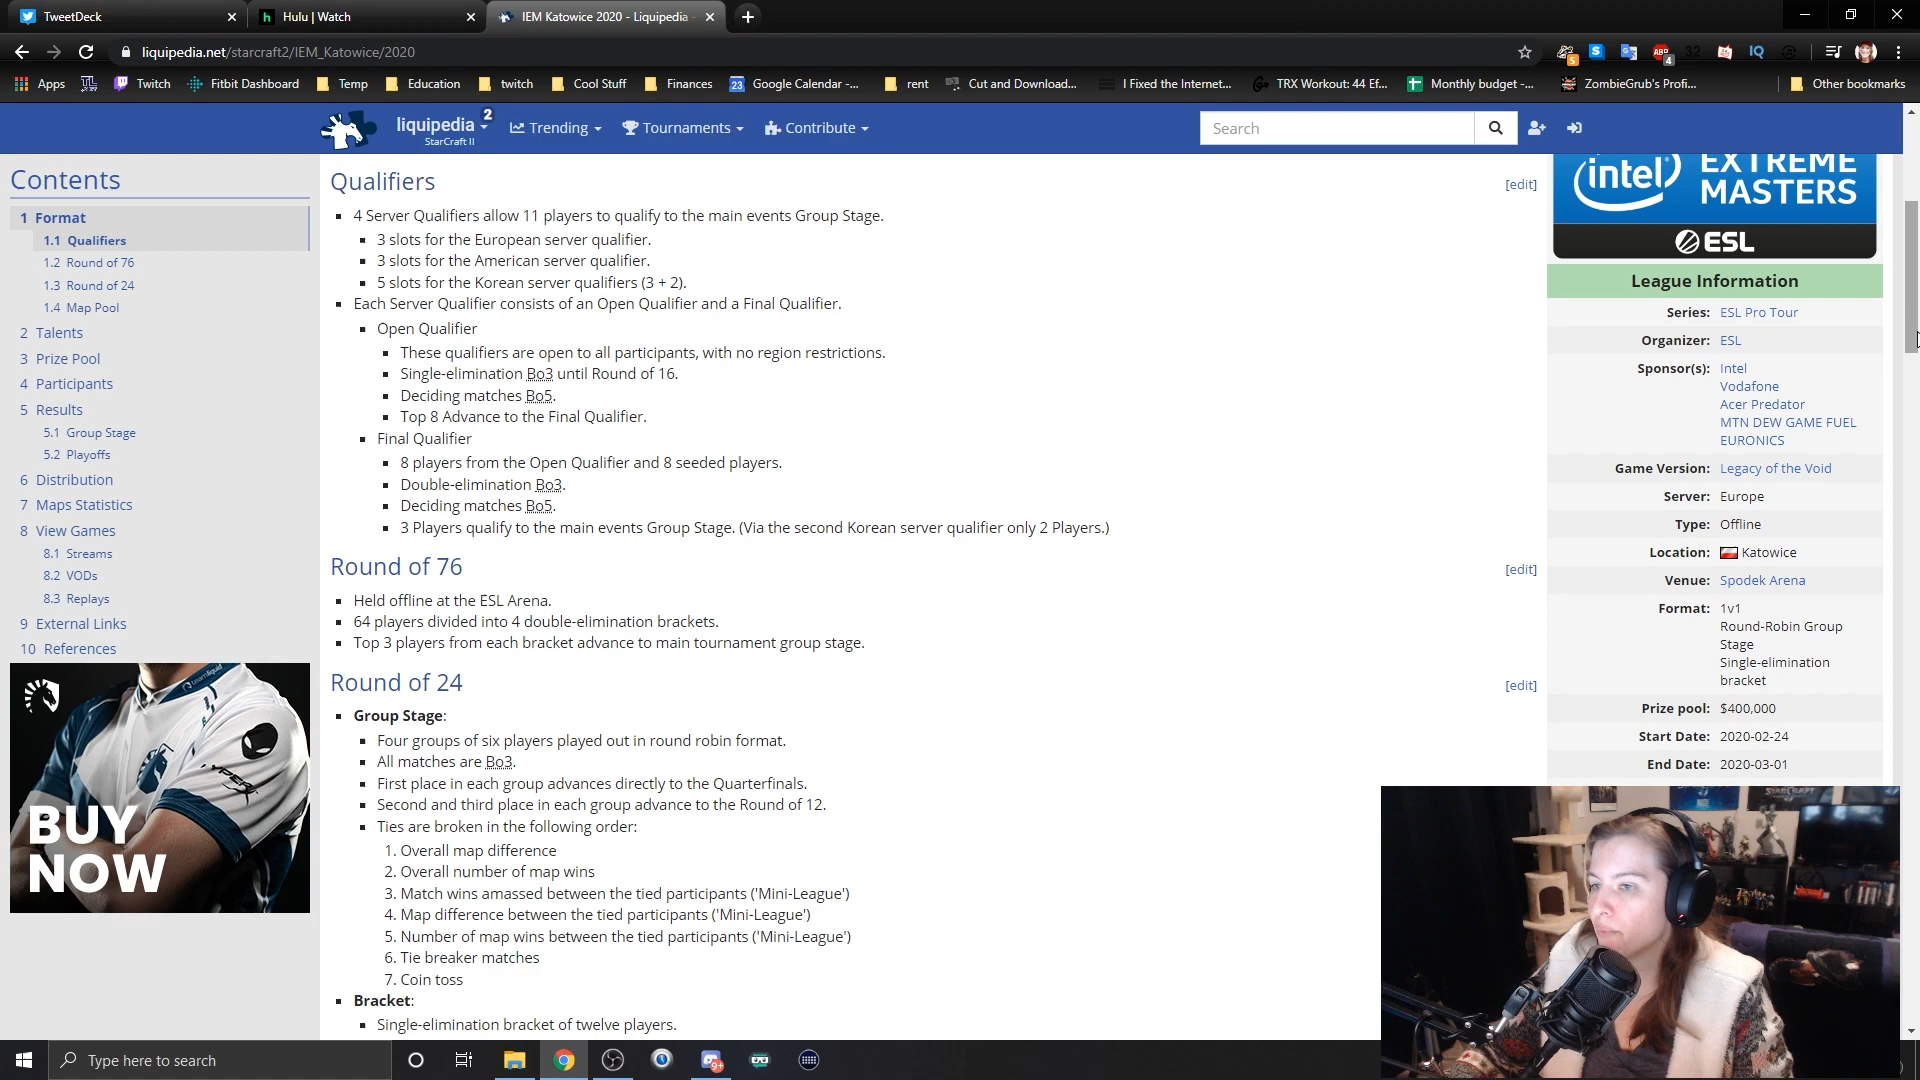 TweetDeck
Hulu | Watch
IEM Katowice 2020 - Liquipedia
liquipedia.net/starcraft2/IEM_Katowice/2020
Apps
Twitch
Fitbit Dashboard
Temp
Education
twitch
Cool Stuff
Finances
Google Calendar -...
rent
Cut and Download...
I Fixed the Internet...
TRX Workout: 44 Ef...
Monthly budget -...
ZombieGrub's Profi...
Other bookmarks
liquipedia 2
StarCraft II
Trending
Tournaments
Contribute
Search
Contents
1 Format
1.1 Qualifiers
1.2 Round of 76
1.3 Round of 24
1.4 Map Pool
2 Talents
3 Prize Pool
4 Participants
5 Results
5.1 Group Stage
5.2 Playoffs
6 Distribution
7 Maps Statistics
8 View Games
8.1 Streams
8.2 VODs
8.3 Replays
9 External Links
10 References
HYPERX
BUY
NOW
Qualifiers [edit]
4 Server Qualifiers allow 11 players to qualify to the main events Group Stage.
3 slots for the European server qualifier.
3 slots for the American server qualifier.
5 slots for the Korean server qualifiers (3 + 2).
Each Server Qualifier consists of an Open Qualifier and a Final Qualifier.
Open Qualifier
These qualifiers are open to all participants, with no region restrictions.
Single-elimination Bo3 until Round of 16.
Deciding matches Bo5.
Top 8 Advance to the Final Qualifier.
Final Qualifier
8 players from the Open Qualifier and 8 seeded players.
Double-elimination Bo3.
Deciding matches Bo5.
3 Players qualify to the main events Group Stage. (Via the second Korean server qualifier only 2 Players.)
Round of 76 [edit]
Held offline at the ESL Arena.
64 players divided into 4 double-elimination brackets.
Top 3 players from each bracket advance to main tournament group stage.
Round of 24 [edit]
Group Stage:
Four groups of six players played out in round robin format.
All matches are Bo3.
First place in each group advances directly to the Quarterfinals.
Second and third place in each group advance to the Round of 12.
Ties are broken in the following order:
1. Overall map difference
2. Overall number of map wins
3. Match wins amassed between the tied participants ('Mini-League')
4. Map difference between the tied participants ('Mini-League')
5. Number of map wins between the tied participants ('Mini-League')
6. Tie breaker matches
7. Coin toss
Bracket:
Single-elimination bracket of twelve players.
intel EXTREME
MASTERS
ESL
League Information
Series: ESL Pro Tour
Organizer: ESL
Sponsor(s): Intel
Vodafone
Acer Predator
MTN DEW GAME FUEL
EURONICS
Game Version: Legacy of the Void
Server: Europe
Type: Offline
Location: Katowice
Venue: Spodek Arena
Format: 1v1
Round-Robin Group
Stage
Single-elimination
bracket
Prize pool: $400,000
Start Date: 2020-02-24
End Date: 2020-03-01
Type here to search